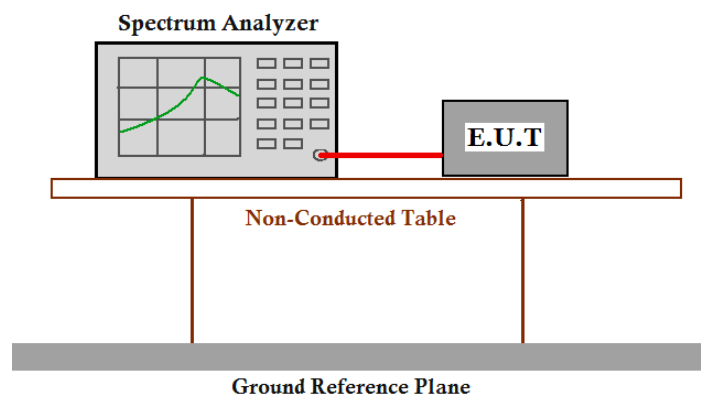 Spectrum Analyzer
E.U.T
Non-Conducted Table
Ground Reference Plane